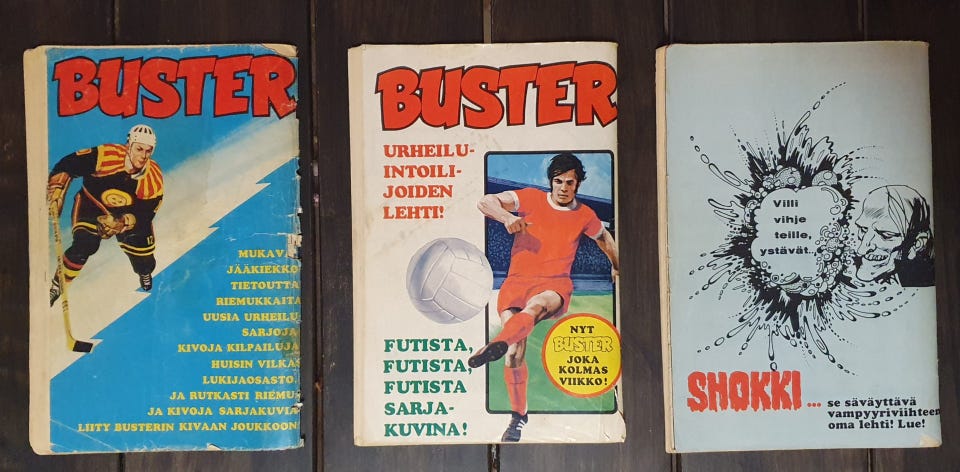 BUSTER
MUKAVAA
JÄÄKIEKKO
TIETOUTTA
RIEMUKKAITA
UUSIA URHEILU
SARJOJA
KIVOJA KILPAILUJA
HUISIN VILKAS
LUKIJAOSASTO
JA RUTKASTI RIEMU
JA KIVOJA SARJAKUVIA
LIITY BUSTERIN KIVAAN JOUKKOON
BUSTER
URHEILU-
INTOILI-
JOIDEN
LEHTI!
FUTISTA,
FUTISTA,
FUTISTA
SARJA-
KUVINA!
NYT
BUSTER
JOKA
KOLMAS
VIIKKO!
Villi
vihje
teille,
ystävät..
SHOKKI... se säväyttävä
vampyyriviihteen
oma lehti! Lue!